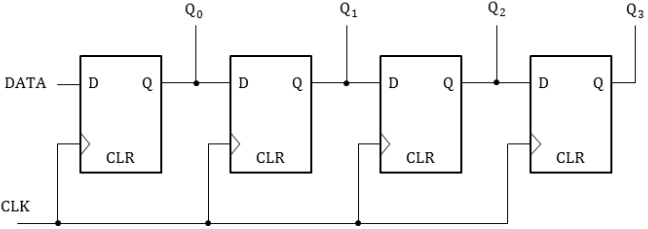 Q₀ Q₁ Q₂ Q₃
DATA D Q D Q D Q D Q
CLR CLR CLR CLR
CLK